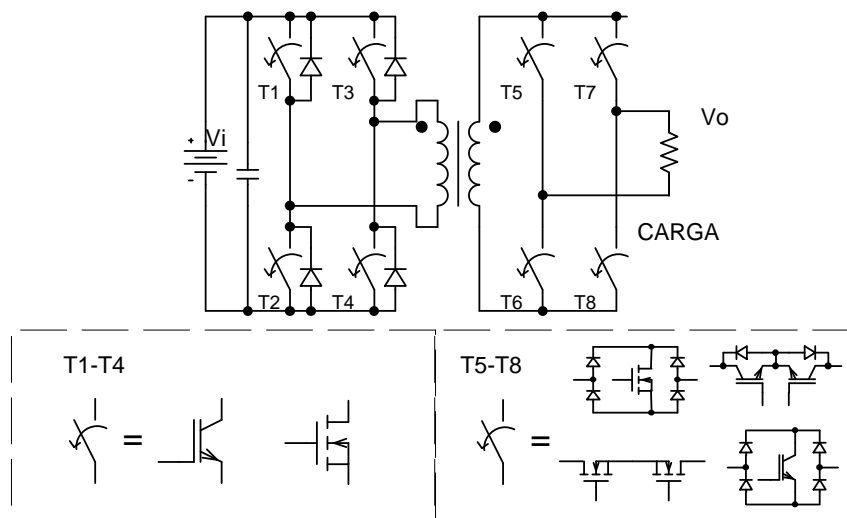 T1
T3
T5
T7
Vo
+
Vi
-
CARGA
T2
T4
T6
T8
T1-T4
T5-T8
=
=